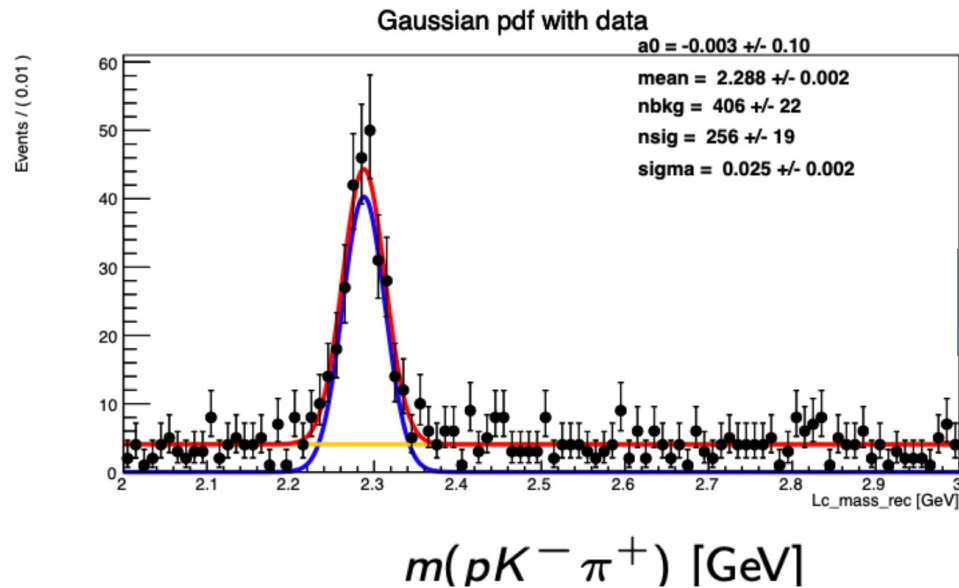 Gaussian pdf with data
a0 = -0.003 +/- 0.10
mean = 2.288 +/- 0.002
nbkg = 406 +/- 22
nsig = 256 +/- 19
sigma = 0.025 +/- 0.002
Events / ( 0.01 )
60
50
40
30
20
10
0
2 2.1 2.2 2.3 2.4 2.5 2.6 2.7 2.8 2.9 3
Lc_mass_rec [GeV]
m(pK⁻π⁺) [GeV]